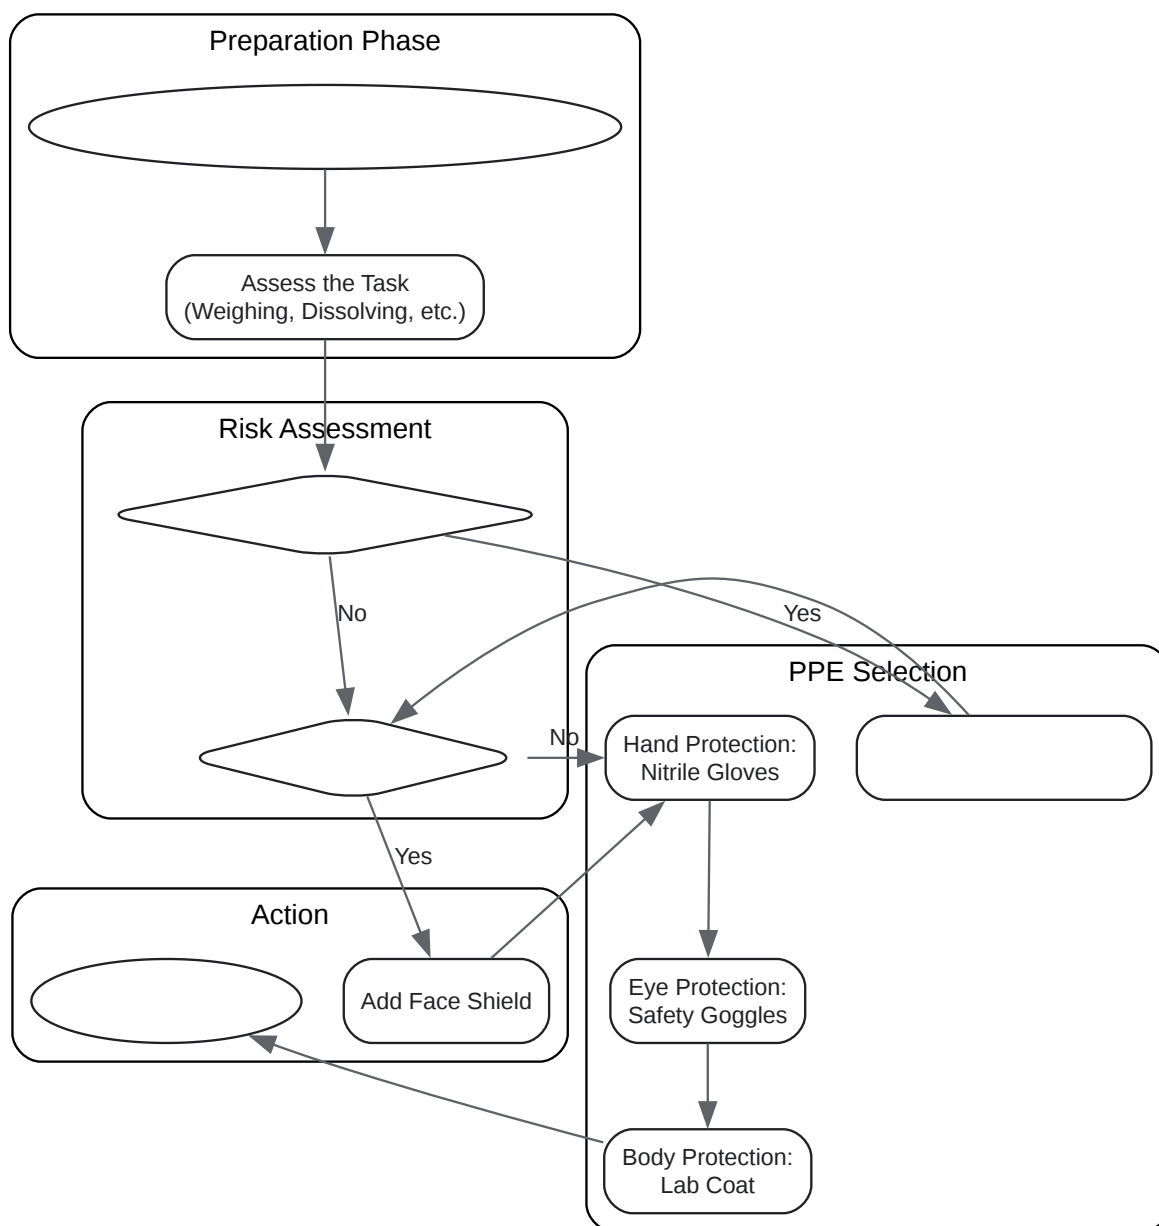 Preparation Phase
Assess the Task
(Weighing, Dissolving, etc.)
Risk Assessment
No
Yes
PPE Selection
No
Hand Protection:
Nitrile Gloves
Yes
Action
Add Face Shield
Eye Protection:
Safety Goggles
Body Protection:
Lab Coat